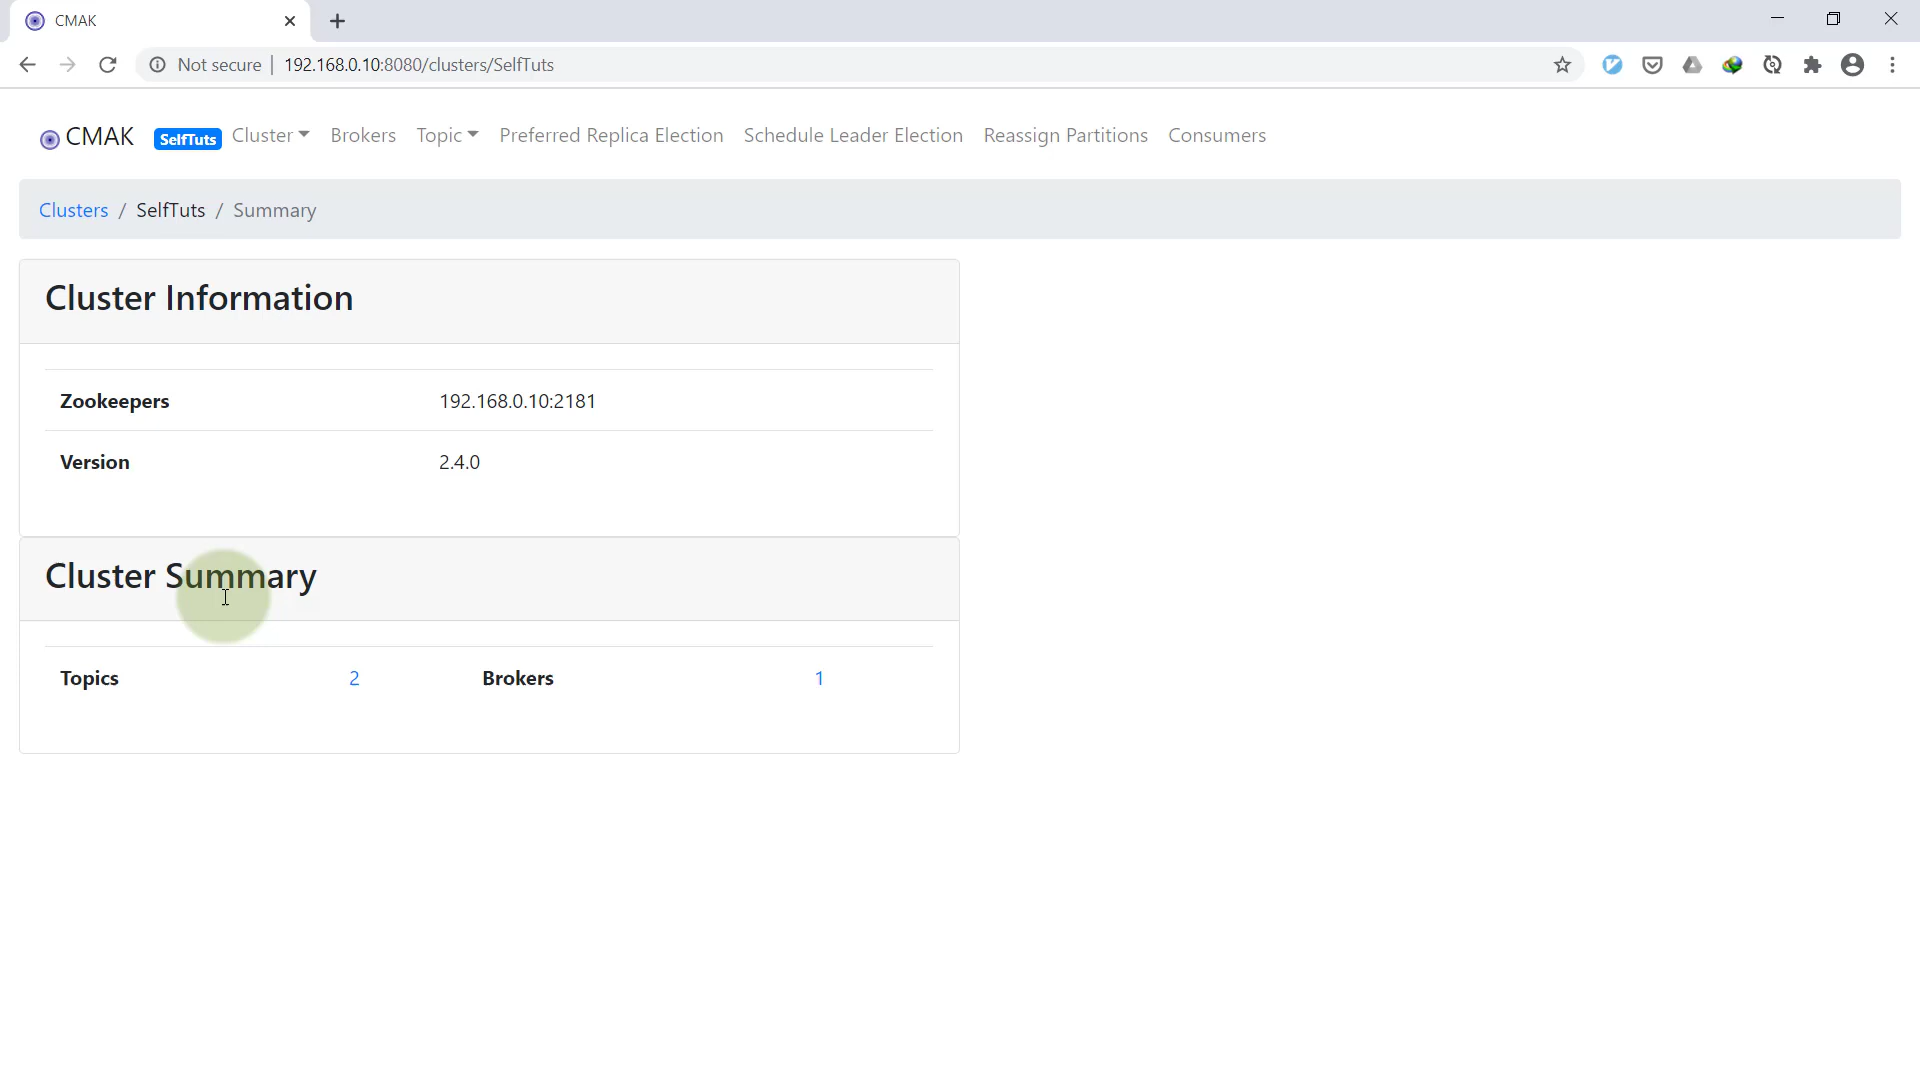 CMAK
Not secure | 192.168.0.10:8080/clusters/SelfTuts
CMAK SelfTuts Cluster Brokers Topic Preferred Replica Election Schedule Leader Election Reassign Partitions Consumers
Clusters / SelfTuts / Summary
Cluster Information
Zookeepers 192.168.0.10:2181
Version 2.4.0
Cluster Summary
Topics 2 Brokers 1